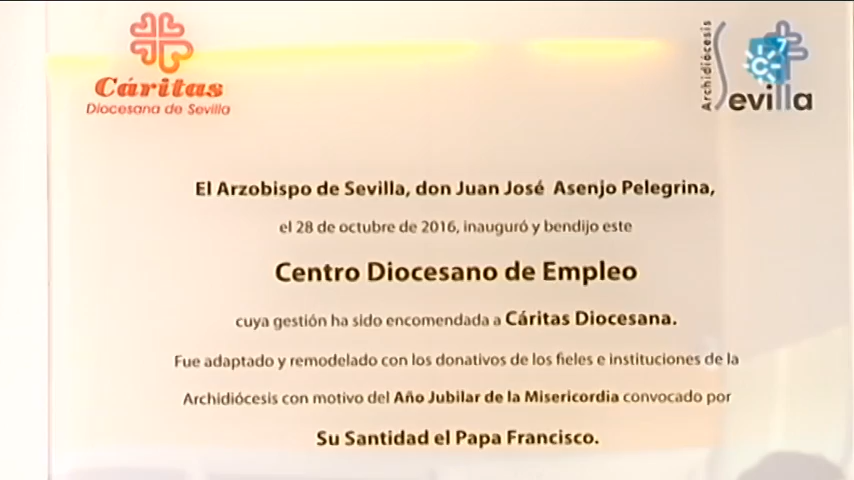 Cáritas
Diocesana de Sevilla
Archidiócesis
Sevilla
El Arzobispo de Sevilla, don Juan José Asenjo Pelegrina,
el 28 de octubre de 2016, inauguró y bendijo este
Centro Diocesano de Empleo
cuya gestión ha sido encomendada a Cáritas Diocesana.
Fue adaptado y remodelado con los donativos de los fieles e instituciones de la
Archidiócesis con motivo del Año Jubilar de la Misericordia convocado por
Su Santidad el Papa Francisco.